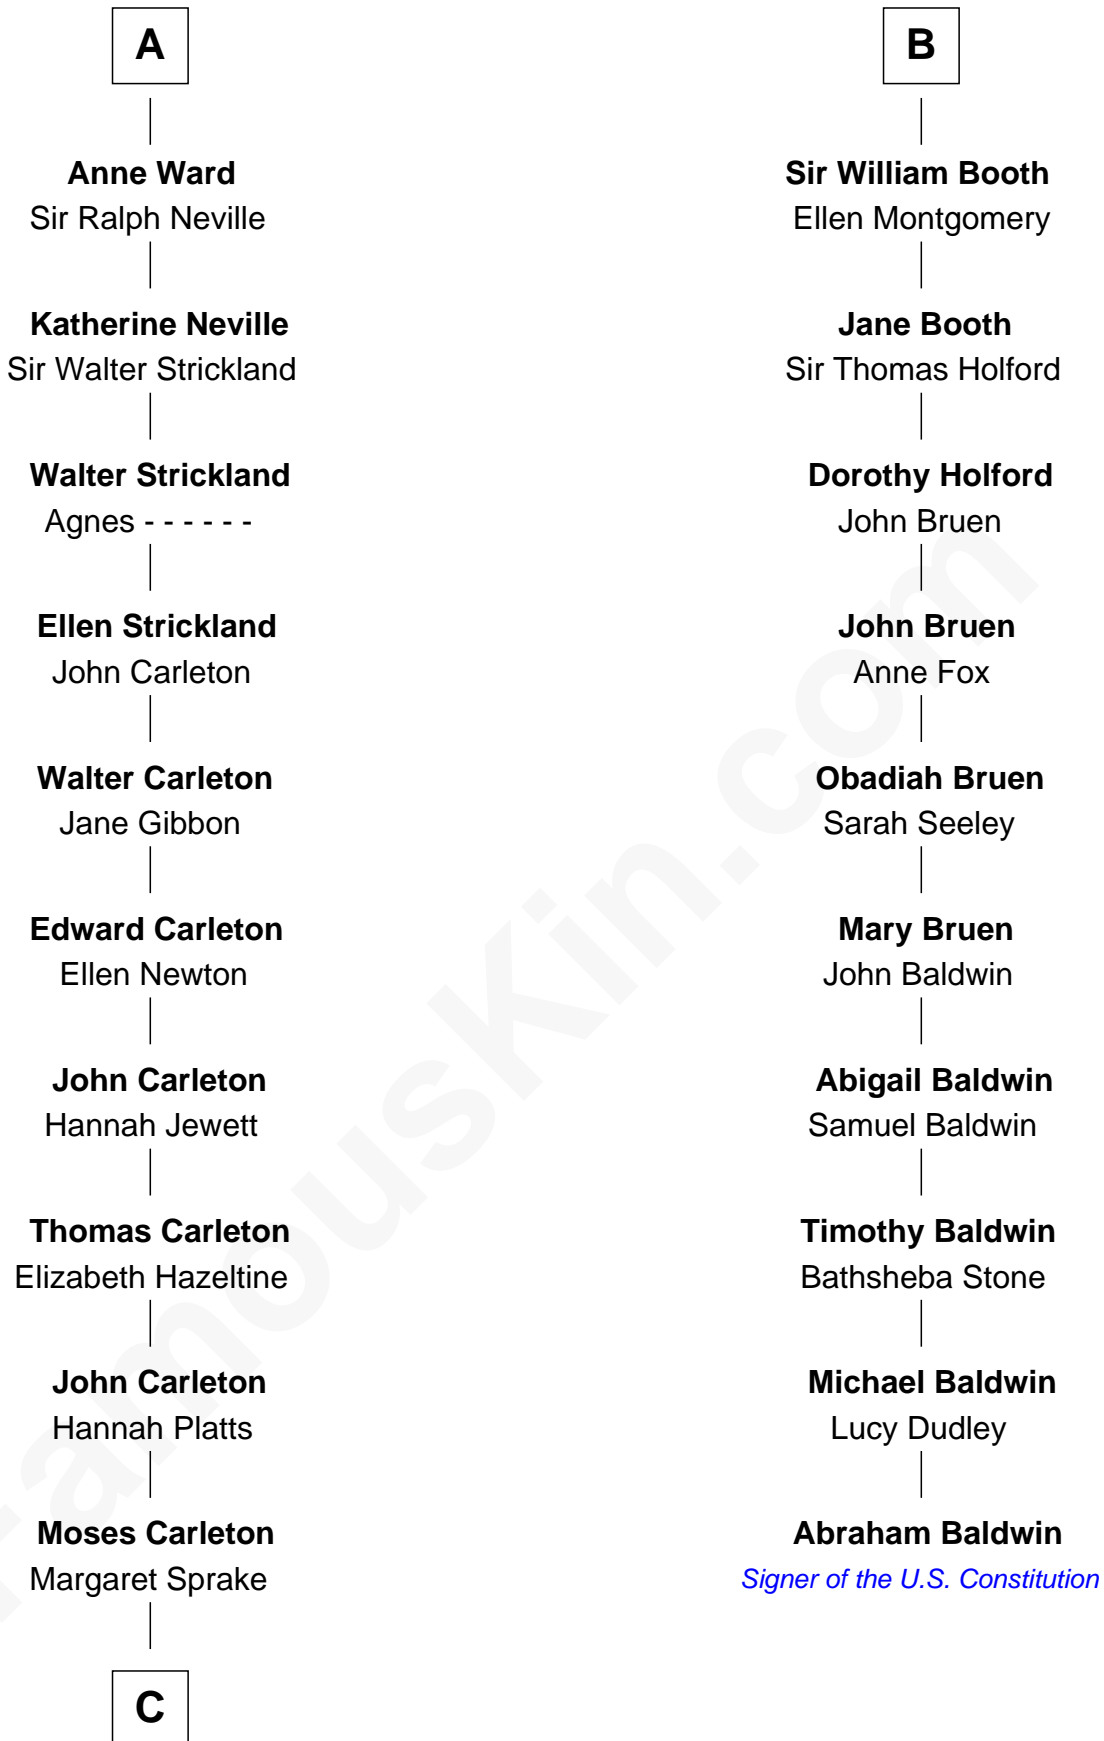 A
Anne Ward
Sir Ralph Neville
Katherine Neville
Sir Walter Strickland
Walter Strickland
Agnes - - - - - -
Ellen Strickland
John Carleton
Walter Carleton
Jane Gibbon
Edward Carleton
Ellen Newton
John Carleton
Hannah Jewett
Thomas Carleton
Elizabeth Hazeltine
John Carleton
Hannah Platts
Moses Carleton
Margaret Sprake
C
B
Sir William Booth
Ellen Montgomery
Jane Booth
Sir Thomas Holford
Dorothy Holford
John Bruen
John Bruen
Anne Fox
Obadiah Bruen
Sarah Seeley
Mary Bruen
John Baldwin
Abigail Baldwin
Samuel Baldwin
Timothy Baldwin
Bathsheba Stone
Michael Baldwin
Lucy Dudley
Abraham Baldwin
Signer of the U.S. Constitution
FamousKin.com